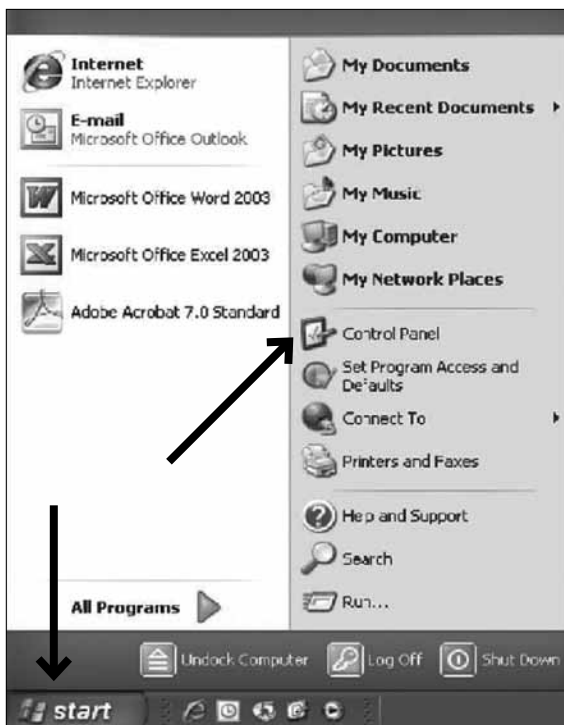 Internet
Internet Explorer
E-mail
Microsoft Office Outlook
Microsoft Office Word 2003
Microsoft Office Excel 2003
Adobe Acrobat 7.0 Standard
All Programs
My Documents
My Recent Documents
My Pictures
My Music
My Computer
My Network Places
Control Panel
Set Program Access and
Defaults
Connect To
Printers and Faxes
Help and Support
Search
Run...
Undock Computer
Log Off
Shut Down
start